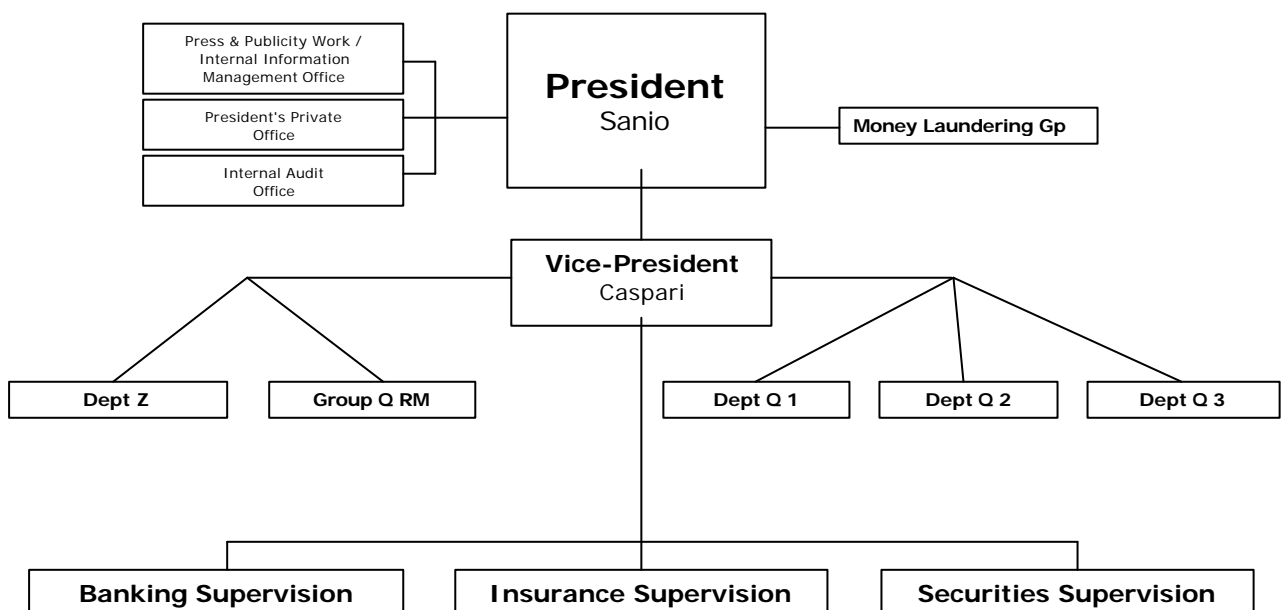 Press & Publicity Work /
Internal Information
Management Office
President's Private
Office
Internal Audit
Office
President
Sanio
Money Laundering Gp
Vice-President
Caspari
Dept Z
Group Q RM
Dept Q 1
Dept Q 2
Dept Q 3
Banking Supervision
Insurance Supervision
Securities Supervision